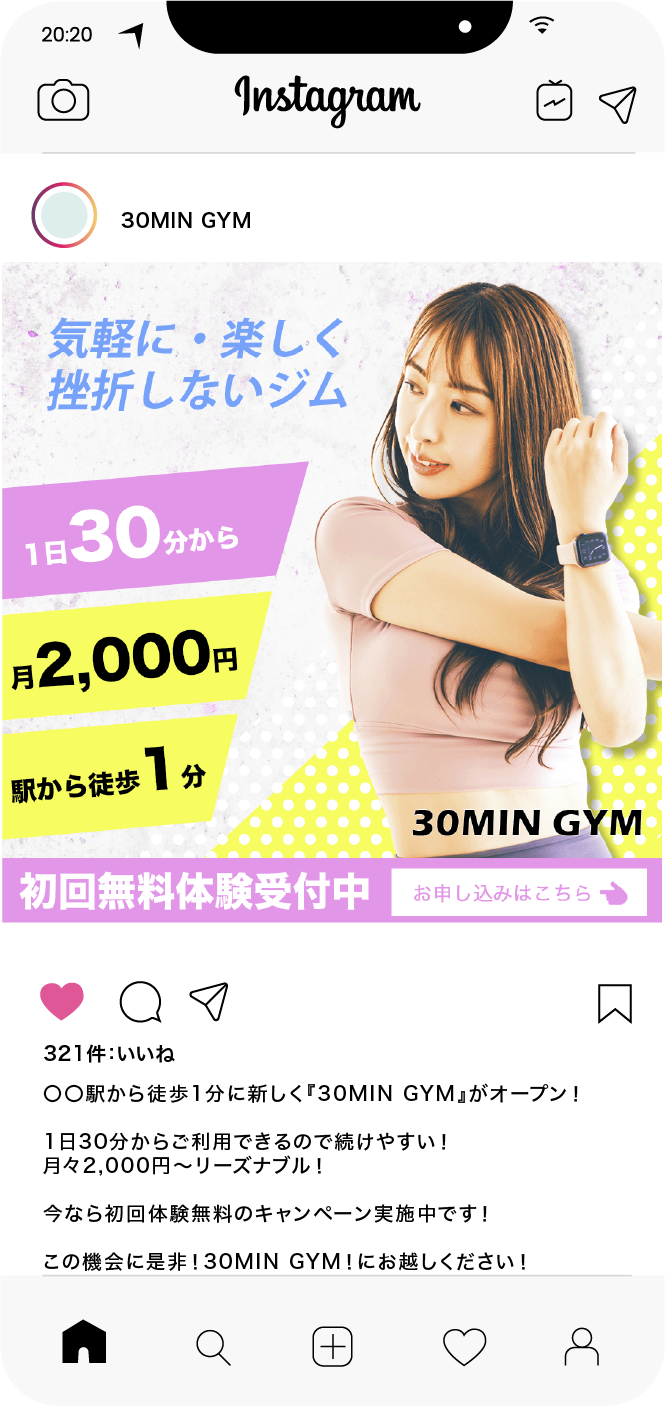 20:20
Instagram
30MIN GYM
気軽に・楽しく
挫折しないジム
1日30分から
月2,000円
駅から徒歩1分
30MIN GYM
初回無料体験受付中
お申し込みはこちら
321件:いいね
〇〇駅から徒歩1分に新しく『30MIN GYM』がオープン！
1日30分からご利用できるので続けやすい！
月々2,000円～リーズナブル！
今なら初回体験無料のキャンペーン実施中です！
この機会に是非！30MIN GYM！にお越しください！